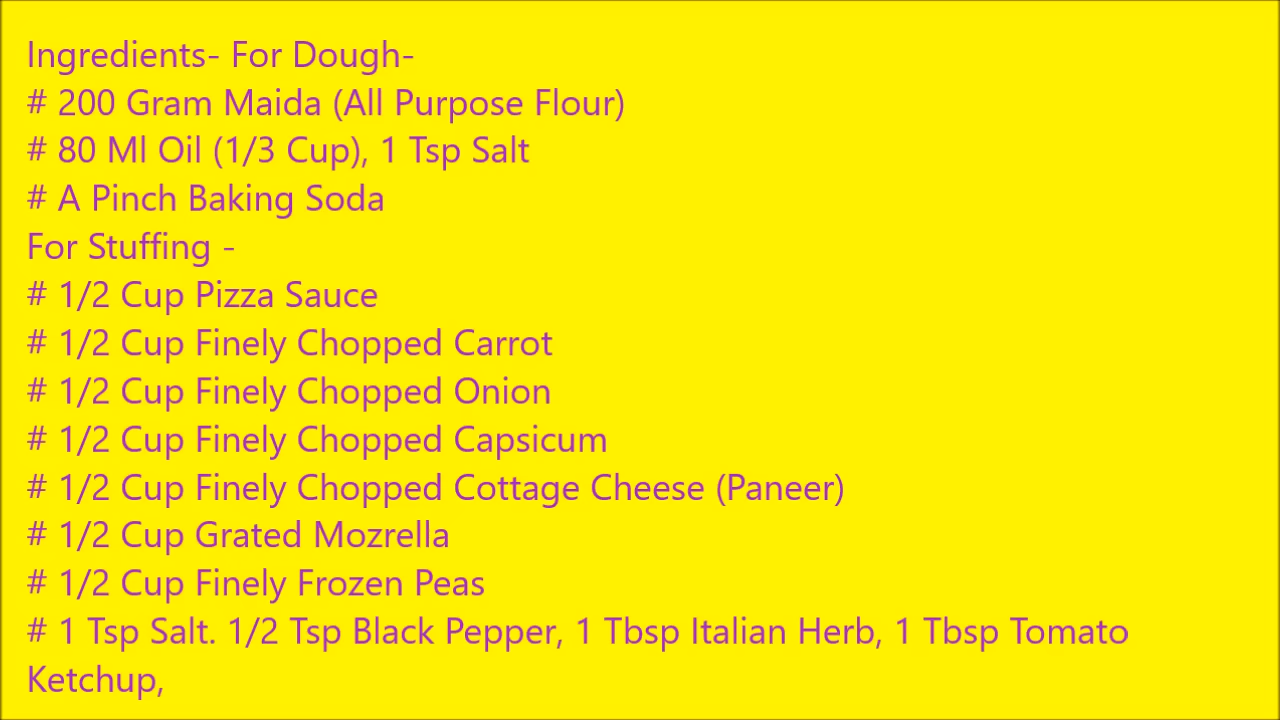 Ingredients- For Dough-
# 200 Gram Maida (All Purpose Flour)
# 80 Ml Oil (1/3 Cup), 1 Tsp Salt
# A Pinch Baking Soda
For Stuffing -
# 1/2 Cup Pizza Sauce
# 1/2 Cup Finely Chopped Carrot
# 1/2 Cup Finely Chopped Onion
# 1/2 Cup Finely Chopped Capsicum
# 1/2 Cup Finely Chopped Cottage Cheese (Paneer)
# 1/2 Cup Grated Mozrella
# 1/2 Cup Finely Frozen Peas
# 1 Tsp Salt. 1/2 Tsp Black Pepper, 1 Tbsp Italian Herb, 1 Tbsp Tomato
Ketchup,